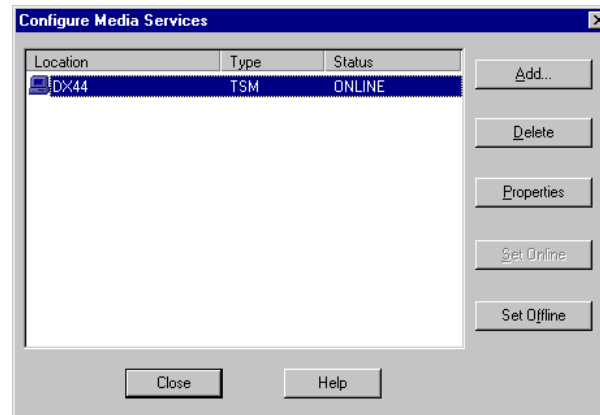 Configure Media Services
Location Type Status
DX44 TSM ONLINE
Add...
Delete
Properties
Set Online
Set Offline
Close Help